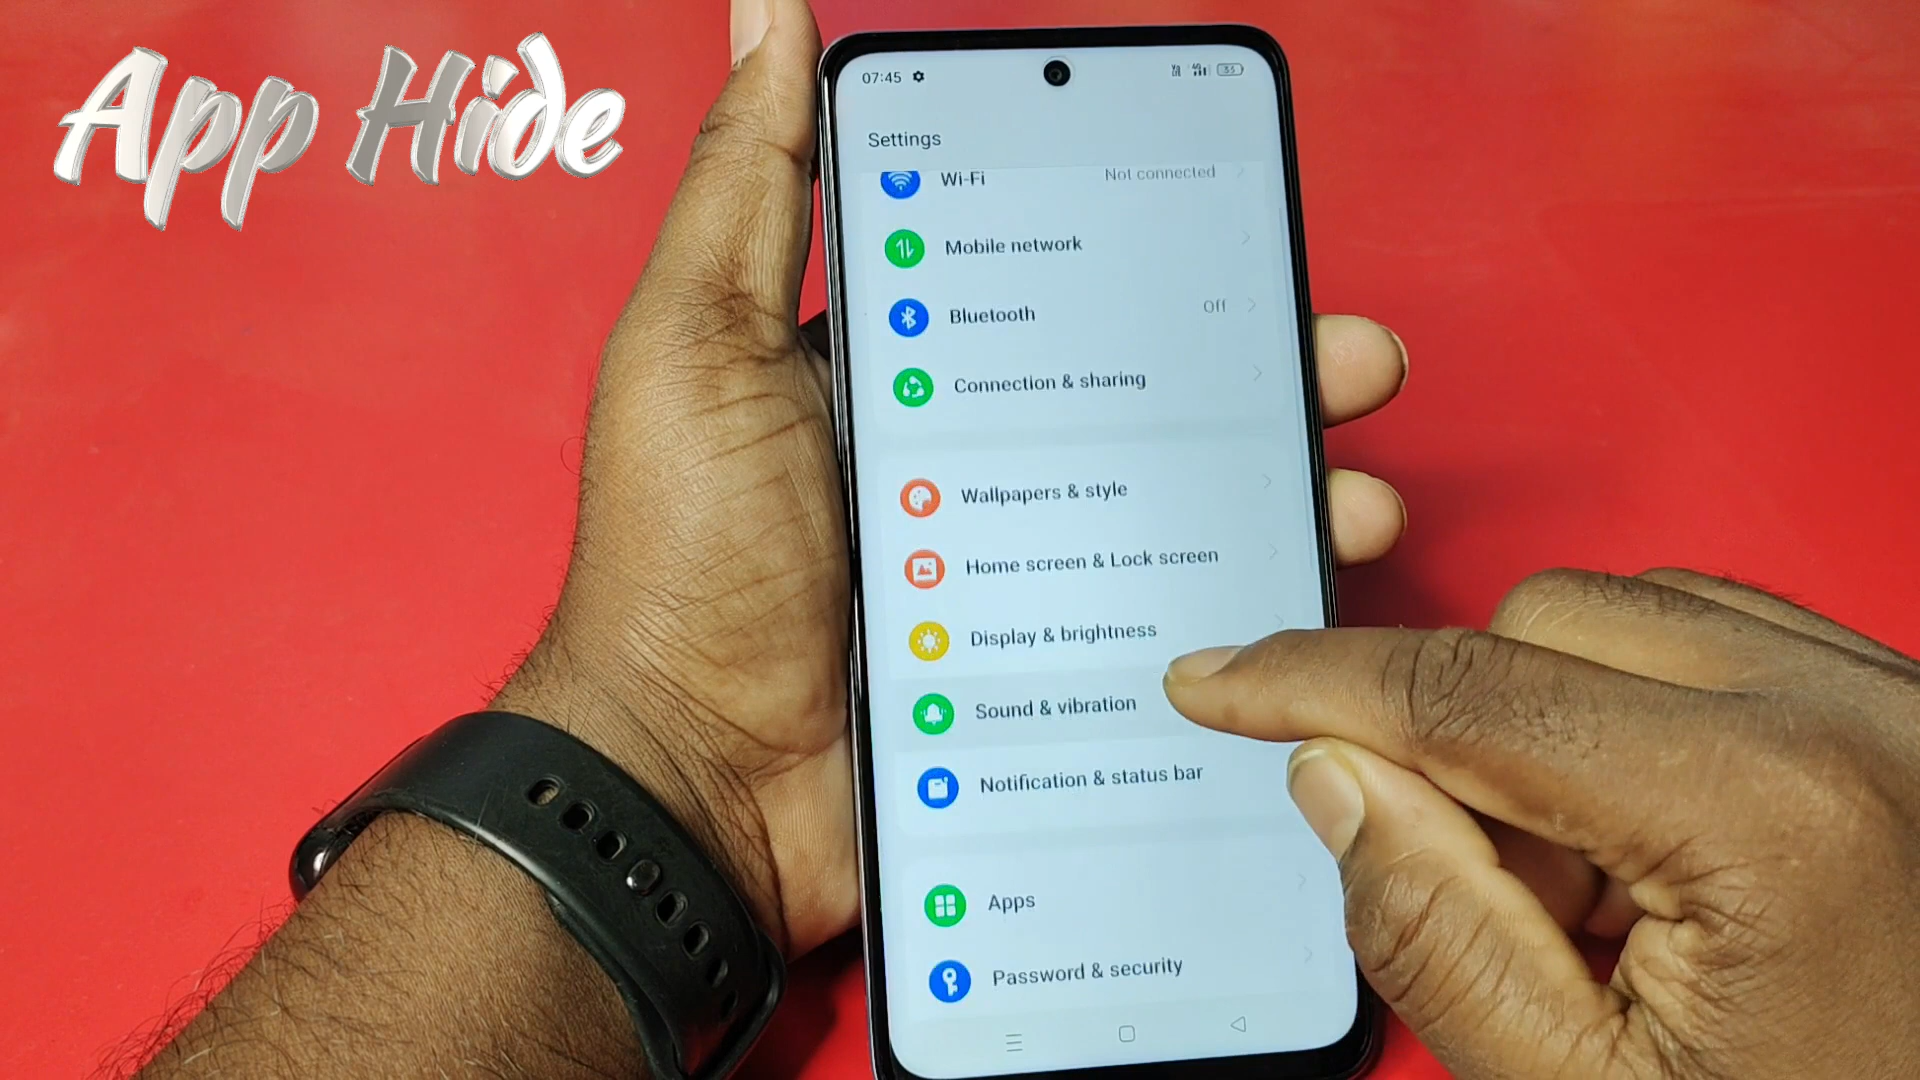 App Hide
07:45
33
Settings
Wi-Fi Not connected
Mobile network
Bluetooth Off
Connection & sharing
Wallpapers & style
Home screen & Lock screen
Display & brightness
Sound & vibration
Notification & status bar
Apps
Password & security